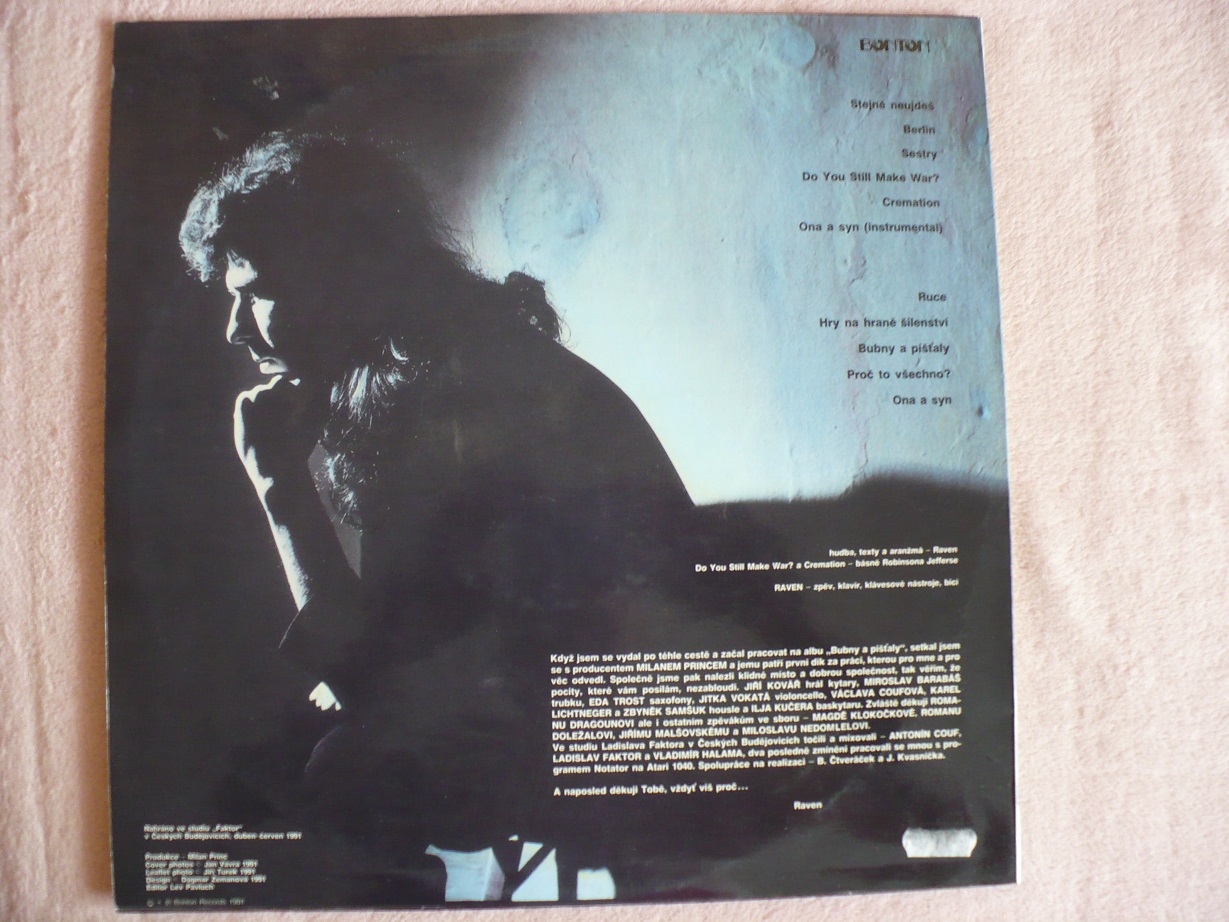 BONTON
Stejně neujdeš
Berlin
Sestry
Do You Still Make War?
Cremation
Ona a syn (instrumental)
Ruce
Hry na hraně šílenství
Bubny a píšťaly
Proč to všechno?
Ona a syn
hudba, texty a aranžmá – Raven
Do You Still Make War? a Cremation – básně Robinsona Jefferse
RAVEN – zpěv, klavír, klávesové nástroje, bicí
Když jsem se vydal po téhle cestě a začal pracovat na albu „Bubny a píšťaly“, setkal jsem
se s producentem MILANEM PRINCEM a jemu patří první dík za práci, kterou pro mne a pro
věc odvedl. Společně jsme pak nalezli klidné místo a dobrou společnost, tak věřím, že
pocity, které vám posílám, nezabloudí. JIŘÍ KOVÁŘ hrál kytary, MIROSLAV BARABÁŠ
trubku, EDA TROST saxofony, JITKA VOKATÁ violoncello, VÁCLAVA COUFOVÁ, KAREL
LICHTNEGER a ZBYNĚK SAMŠUK housle a ILJA KUČERA baskytaru. Zvláště děkuji ROMA-
NU DRAGOUNOVI ale i ostatním zpěvákům ve sboru – MAGDĚ KLOKOČKOVÉ, ROMANU
DOLEŽALOVI, JIŘÍMU MALŠOVSKÉMU a MILOSLAVU NEDOMLELOVI.
Ve studiu Ladislava Faktora v Českých Budějovicích točili a mixovali – ANTONÍN COUF,
LADISLAV FAKTOR a VLADIMÍR HALAMA, dva posledně zmínění pracovali se mnou s pro-
gramem Notator na Atari 1040. Spolupráce na realizaci – B. Čtveráček a J. Kvasnička.
A naposled děkuji Tobě, vždyť víš proč...
Raven
Nahráno ve studiu „Faktor“
v Českých Budějovicích, duben–červen 1991
Produkce – Milan Princ
Cover photos © Jan Vávra 1991
Leaflet photo © Jiří Turek 1991
Design © Dagmar Zemanová 1991
Editor Lev Pavluch
Bonton Records 1991